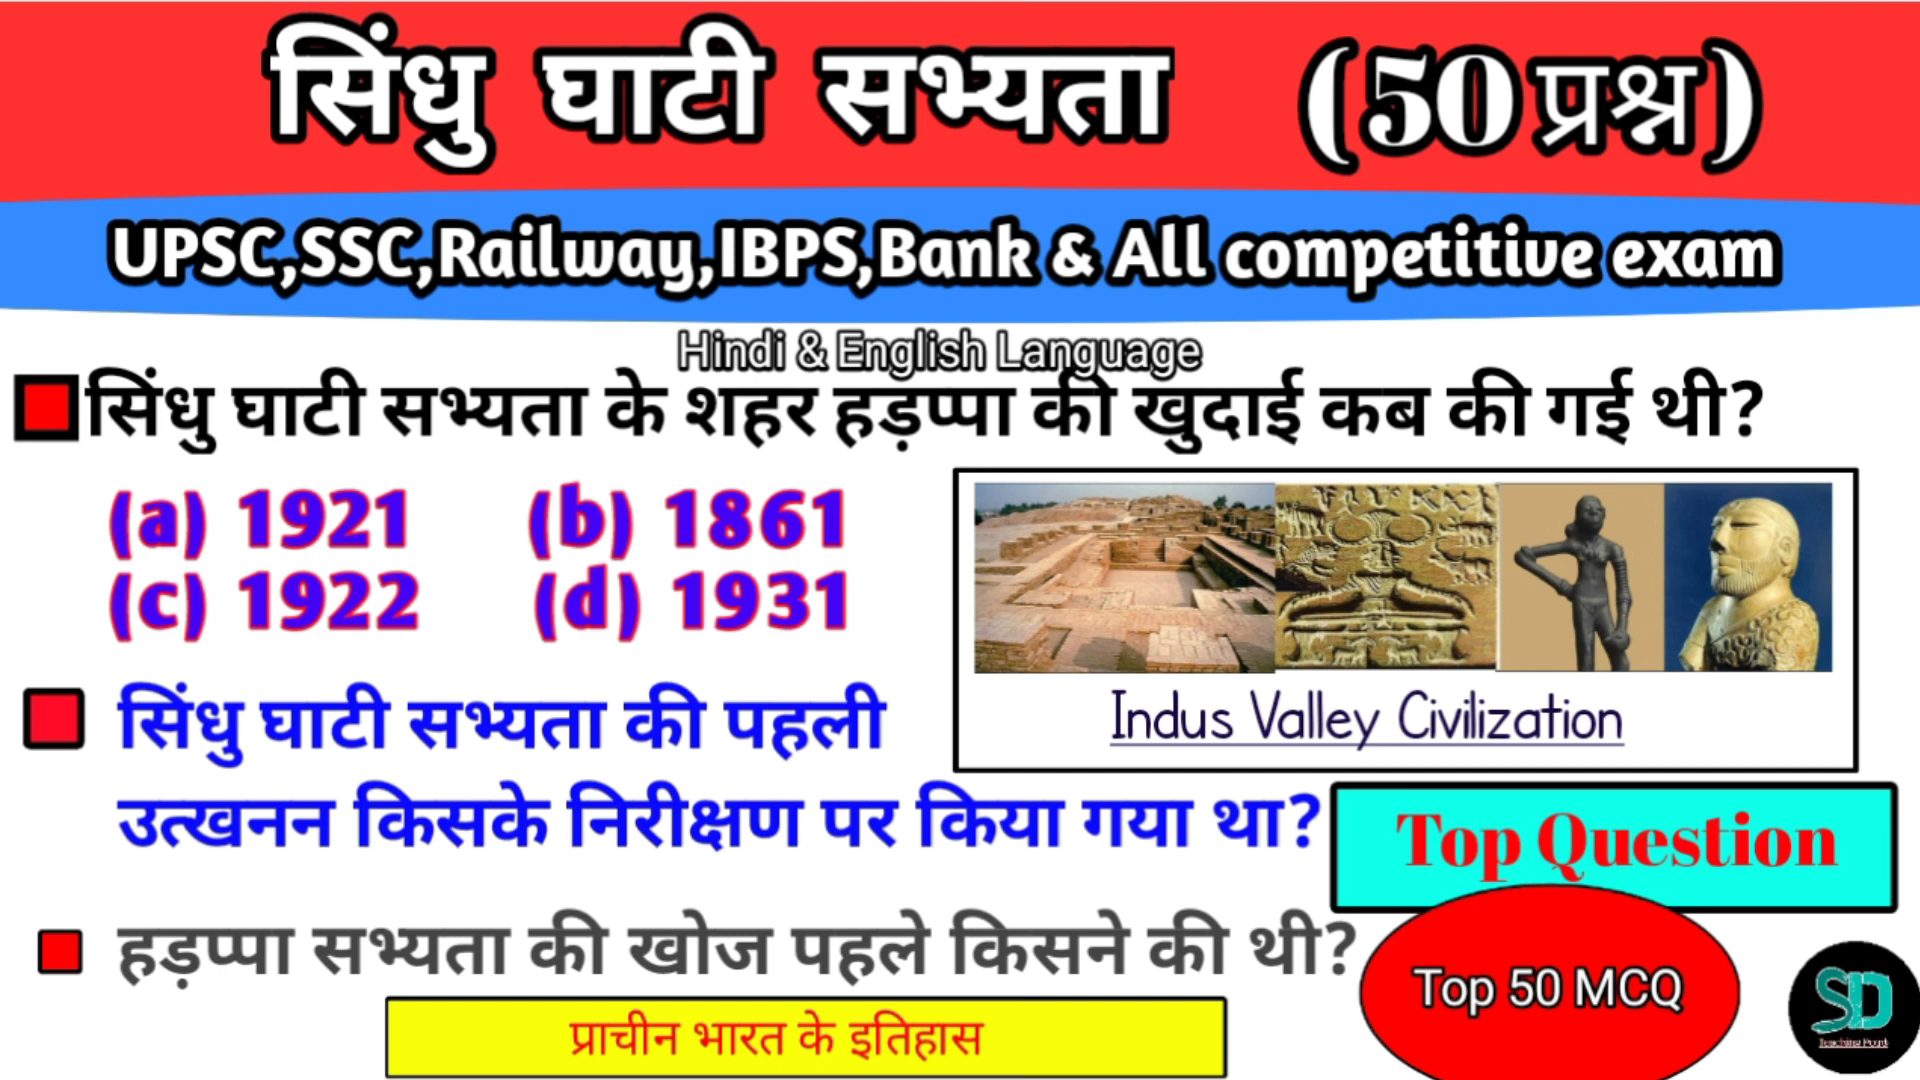 सिंधु घाटी सभ्यता (50 प्रश्न)
UPSC,SSC,Railway,IBPS,Bank & All competitive exam
Hindi & English Language
सिंधु घाटी सभ्यता के शहर हड़प्पा की खुदाई कब की गई थी?
(a) 1921 (b) 1861
(c) 1922 (d) 1931
Indus Valley Civilization
सिंधु घाटी सभ्यता की पहली
उत्खनन किसके निरीक्षण पर किया गया था?
Top Question
हड़प्पा सभ्यता की खोज पहले किसने की थी?
Top 50 MCQ
प्राचीन भारत के इतिहास
SD
Teaching Point